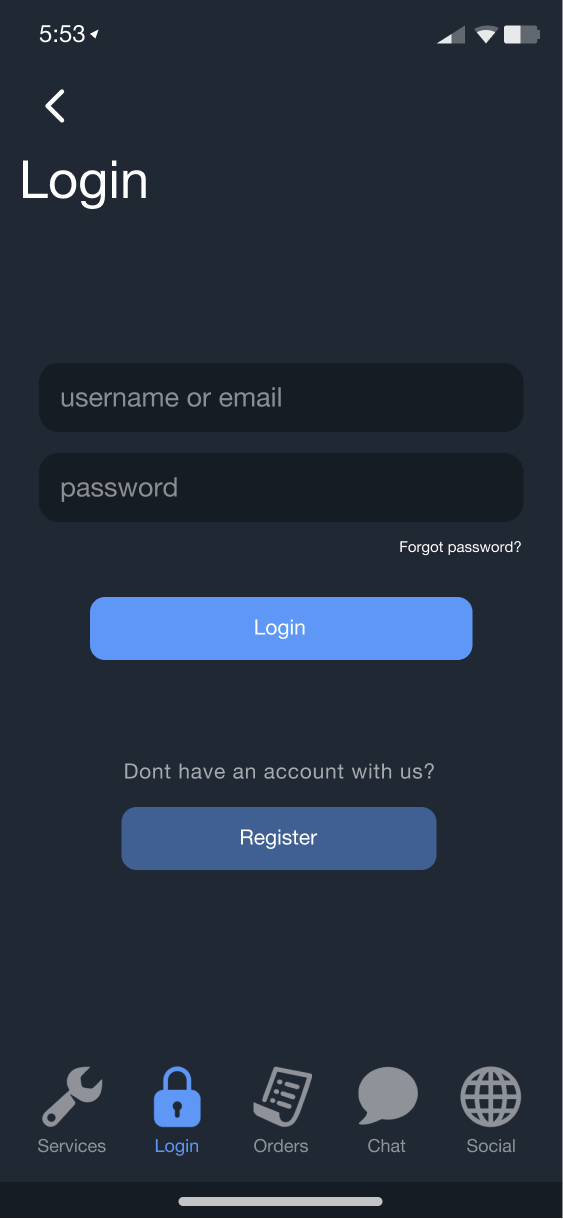 5:53
Login
username or email
password
Forgot password?
Login
Dont have an account with us?
Register
Services Login Orders Chat Social